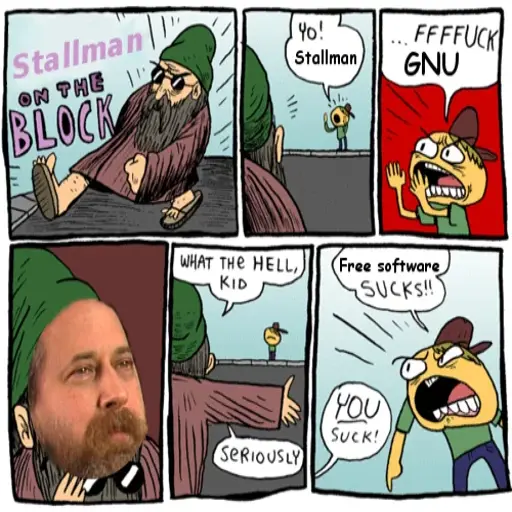 Stallman
ON THE
BLOCK
YO!
Stallman
... FFFFUCK
GNU
WHAT THE HELL,
KID
SERIOUSLY
Free software
SUCKS!!
YOU
SUCK!